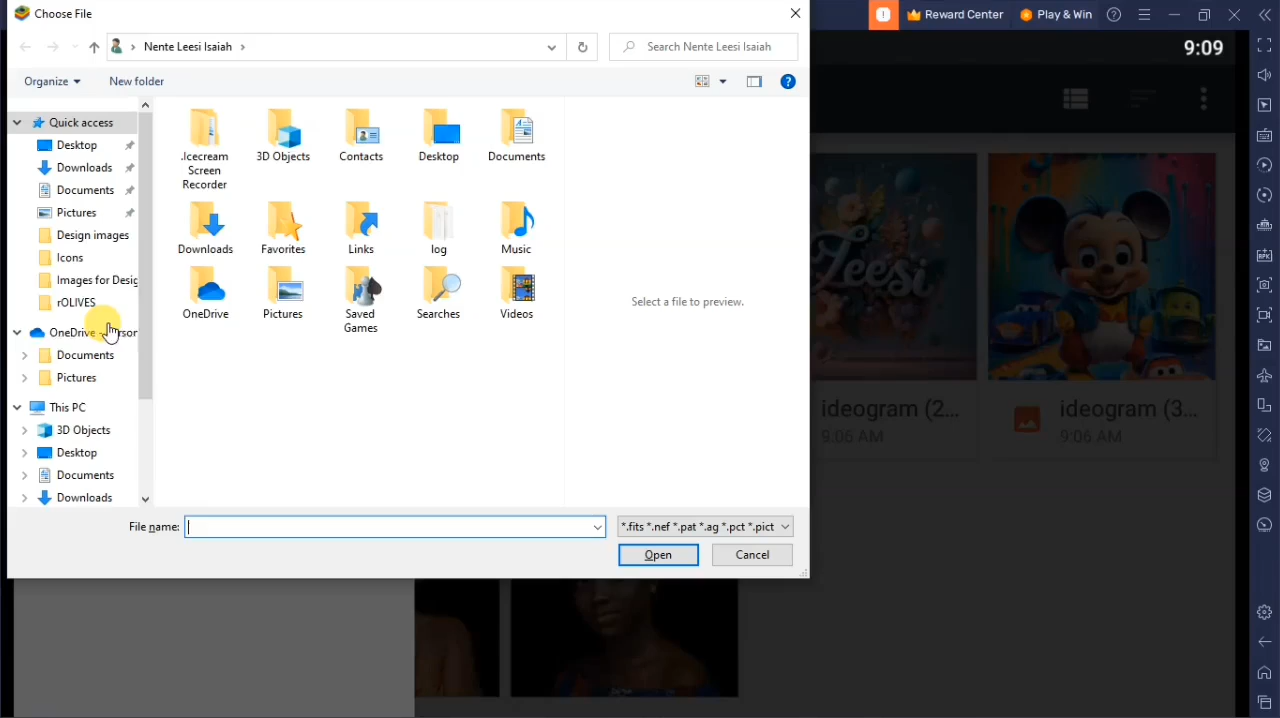 Choose File
Reward Center
Play & Win
Nente Leesi Isaiah
Search Nente Leesi Isaiah
9:09
Organize
New folder
Quick access
Desktop
Downloads
Documents
Pictures
Design images
Icons
Images for Desig
rOLIVES
OneDrive - Person
Documents
Pictures
This PC
3D Objects
Desktop
Documents
Downloads
.Icecream
Screen
Recorder
3D Objects
Contacts
Desktop
Documents
Downloads
Favorites
Links
log
Music
OneDrive
Pictures
Saved
Games
Searches
Videos
Select a file to preview.
Leesi
ideogram (2...
9.06 AM
ideogram (3...
9:06 AM
File name:
*.fits *.nef *.pat *.ag *.pct *.pict
Open
Cancel